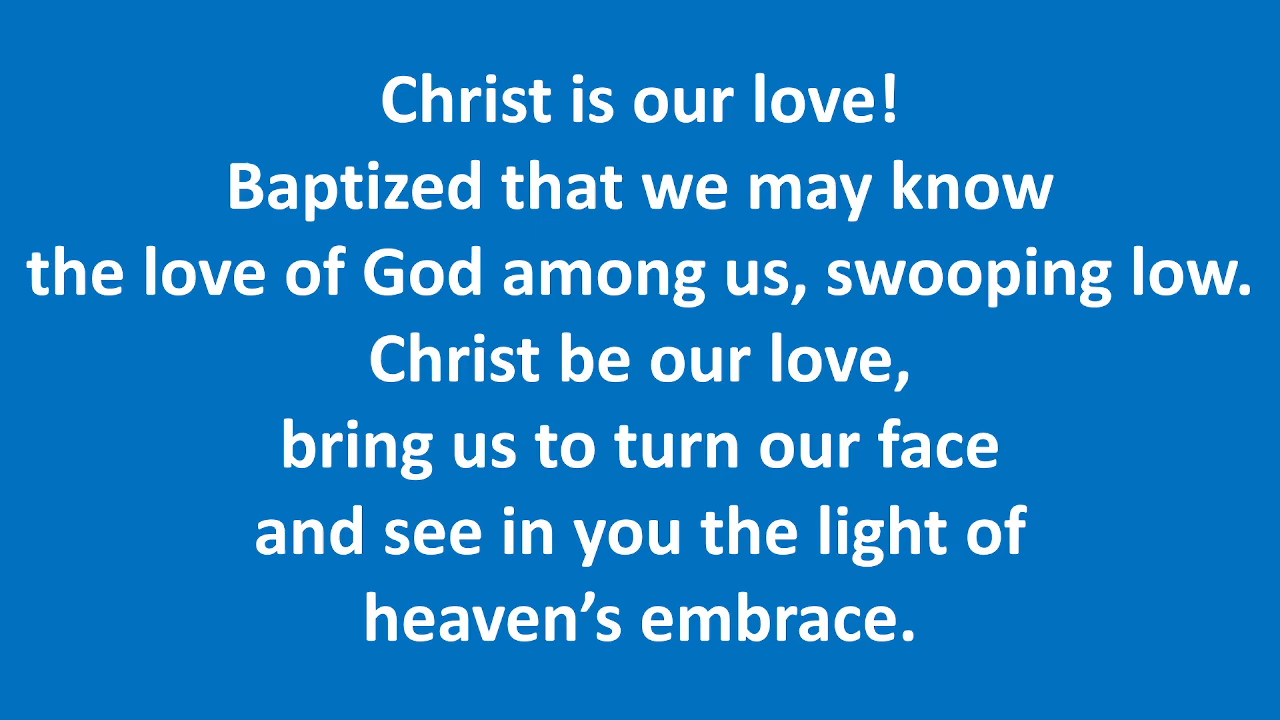 Christ is our love!
Baptized that we may know
the love of God among us, swooping low.
Christ be our love,
bring us to turn our face
and see in you the light of
heaven’s embrace.